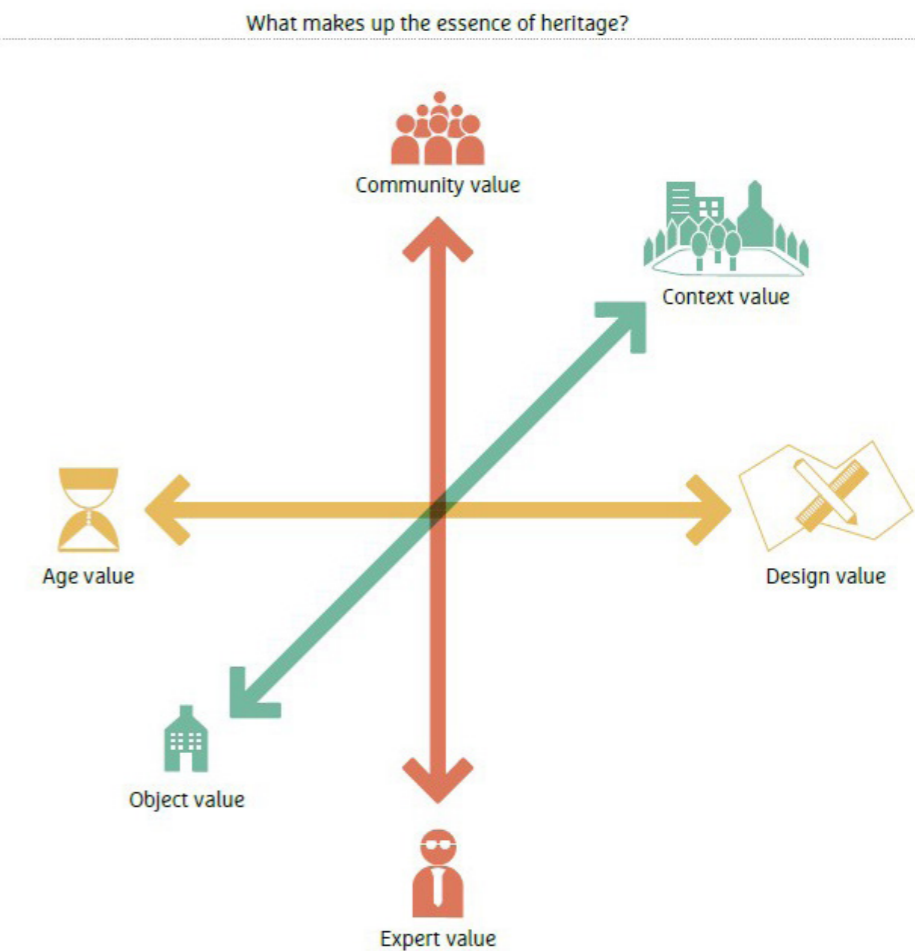 What makes up the essence of heritage?
Community value
Context value
Age value
Design value
Object value
Expert value